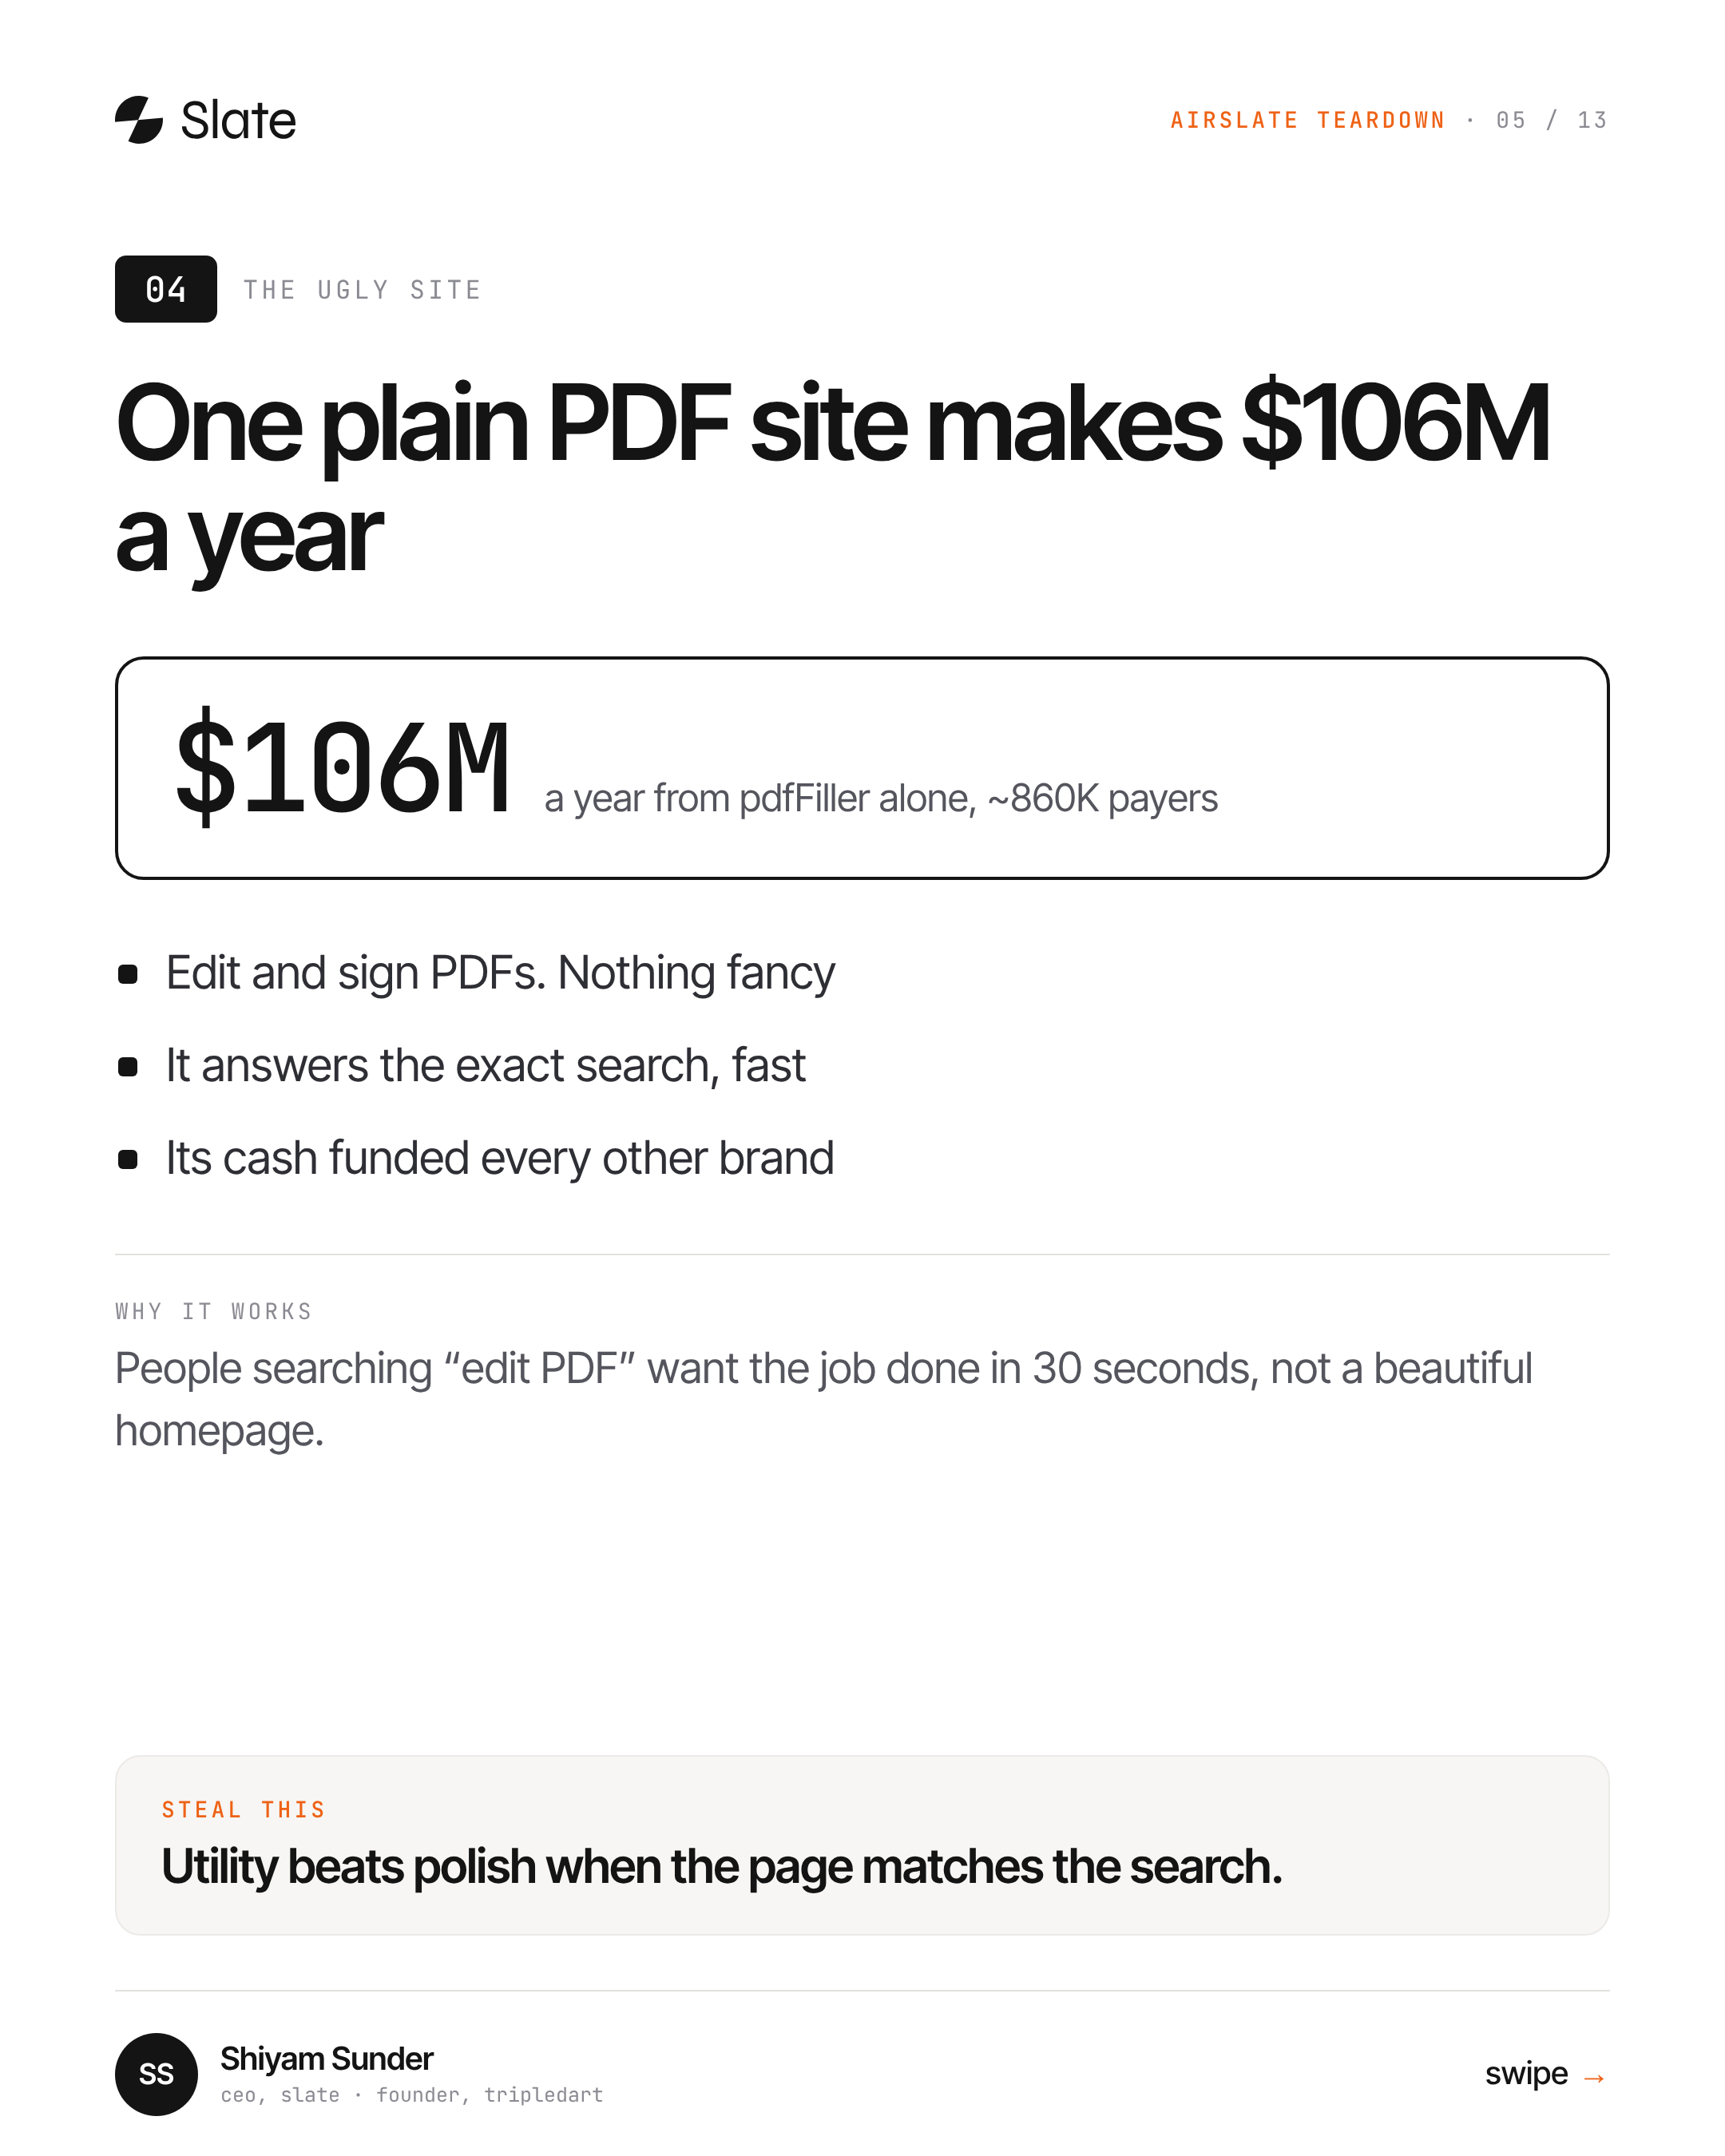 Slate
AIRSLATE TEARDOWN · 05 / 13
04 THE UGLY SITE
One plain PDF site makes $106M
a year
$106M a year from pdfFiller alone, ~860K payers
Edit and sign PDFs. Nothing fancy
It answers the exact search, fast
Its cash funded every other brand
WHY IT WORKS
People searching “edit PDF” want the job done in 30 seconds, not a beautiful
homepage.
STEAL THIS
Utility beats polish when the page matches the search.
SS
Shiyam Sunder
ceo, slate · founder, tripledart
swipe →